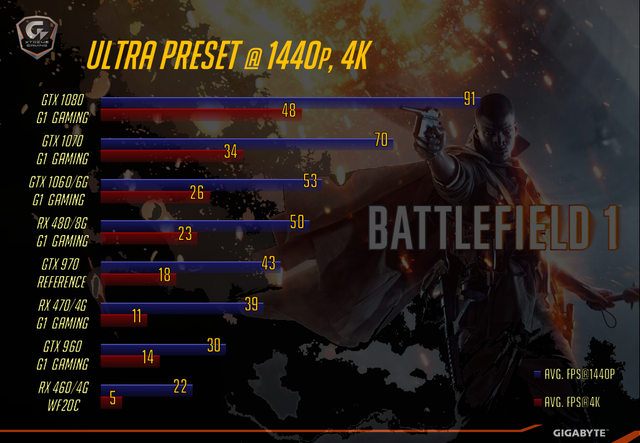 XTREME GAMING
ULTRA PRESET @ 1440P, 4K
GTX 1080
G1 GAMING
91
48
GTX 1070
G1 GAMING
70
34
GTX 1060/6G
G1 GAMING
53
26
RX 480/8G
G1 GAMING
50
23
GTX 970
REFERENCE
43
18
RX 470/4G
G1 GAMING
39
11
GTX 960
G1 GAMING
30
14
RX 460/4G
WF2OC
22
5
BATTLEFIELD 1
AVG. FPS@1440P
AVG. FPS@4K
GIGABYTE™